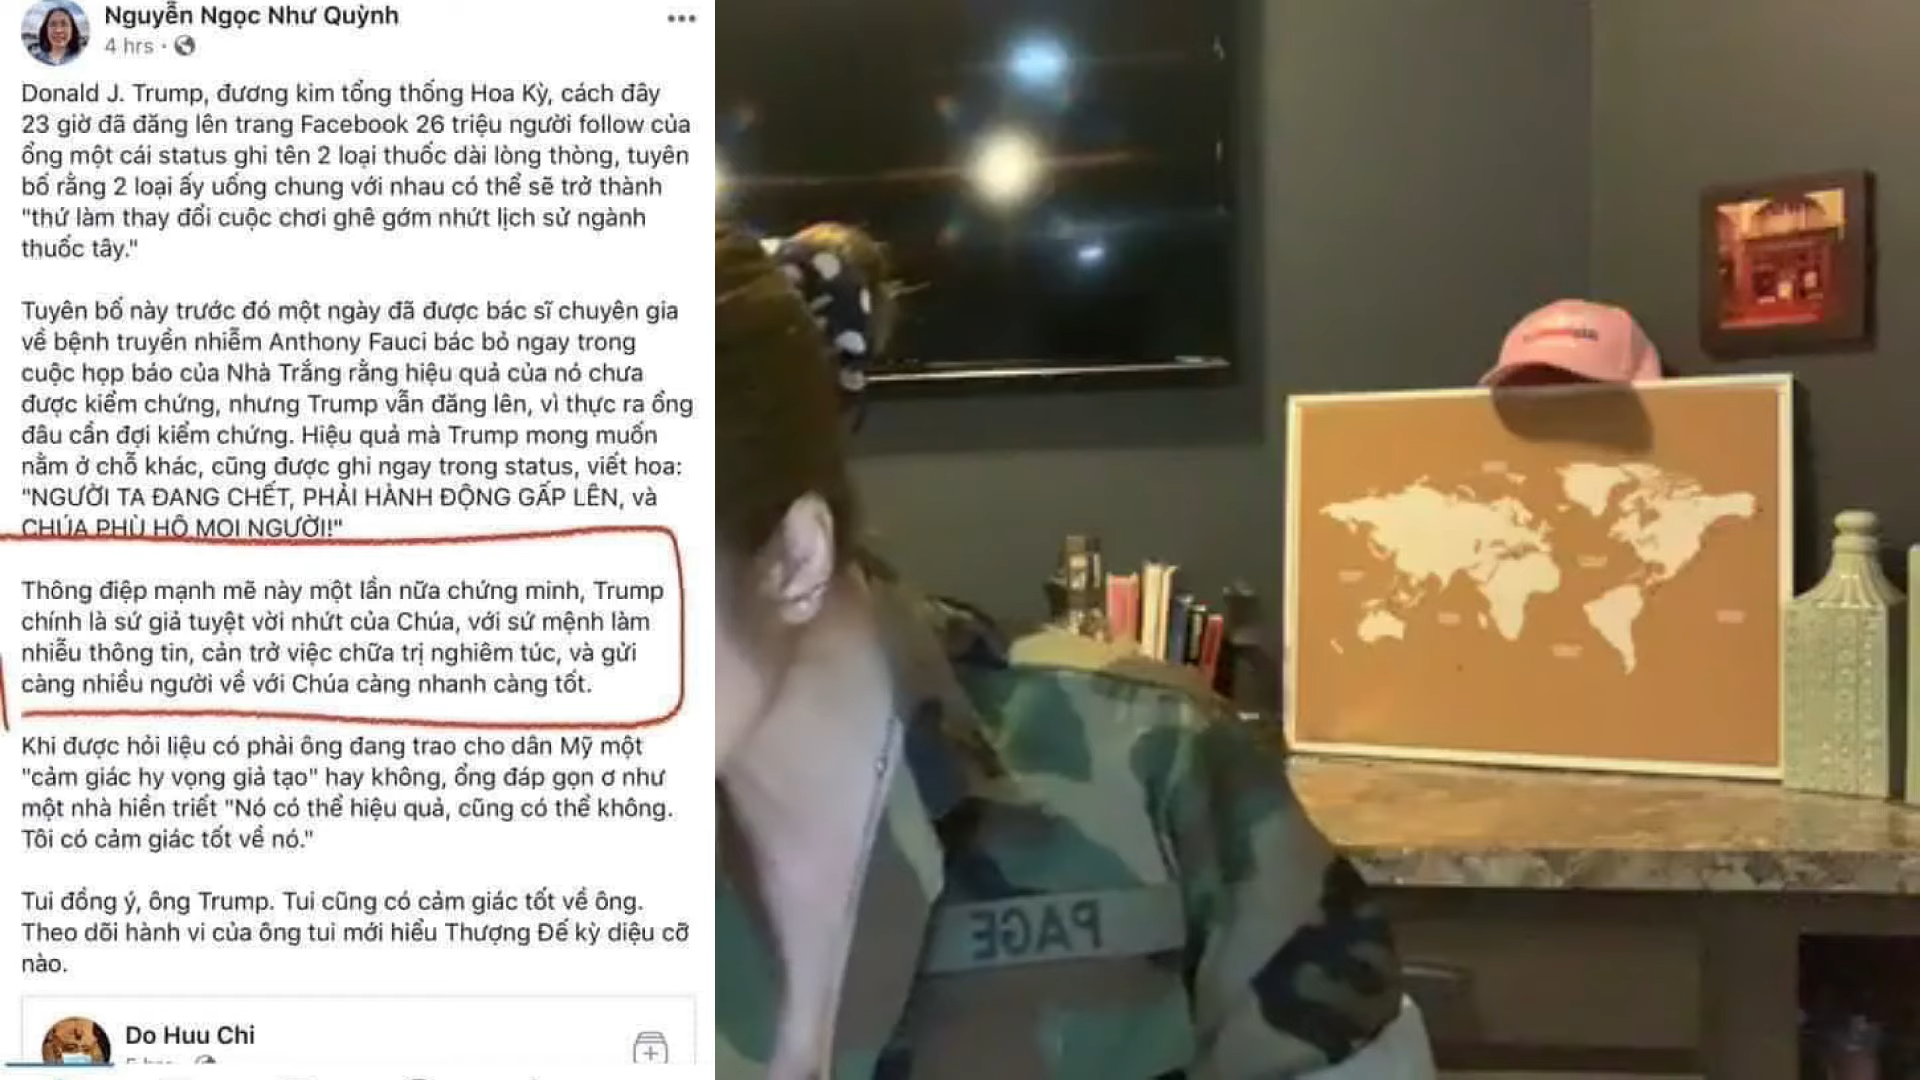 Nguyễn Ngọc Như Quỳnh
4 hrs ·
Donald J. Trump, đương kim tổng thống Hoa Kỳ, cách đây
23 giờ đã đăng lên trang Facebook 26 triệu người follow của
ổng một cái status ghi tên 2 loại thuốc dài lòng thòng, tuyên
bố rằng 2 loại ấy uống chung với nhau có thể sẽ trở thành
"thứ làm thay đổi cuộc chơi ghê gớm nhứt lịch sử ngành
thuốc tây."
Tuyên bố này trước đó một ngày đã được bác sĩ chuyên gia
về bệnh truyền nhiễm Anthony Fauci bác bỏ ngay trong
cuộc họp báo của Nhà Trắng rằng hiệu quả của nó chưa
được kiểm chứng, nhưng Trump vẫn đăng lên, vì thực ra ổng
đâu cần đợi kiểm chứng. Hiệu quả mà Trump mong muốn
nằm ở chỗ khác, cũng được ghi ngay trong status, viết hoa:
"NGƯỜI TA ĐANG CHẾT, PHẢI HÀNH ĐỘNG GẤP LÊN, và
CHÚA PHÙ HỘ MỌI NGƯỜI!"
Thông điệp mạnh mẽ này một lần nữa chứng minh, Trump
chính là sứ giả tuyệt vời nhứt của Chúa, với sứ mệnh làm
nhiễu thông tin, cản trở việc chữa trị nghiêm túc, và gửi
càng nhiều người về với Chúa càng nhanh càng tốt.
Khi được hỏi liệu có phải ông đang trao cho dân Mỹ một
"cảm giác hy vọng giả tạo" hay không, ổng đáp gọn ơ như
một nhà hiền triết "Nó có thể hiệu quả, cũng có thể không.
Tôi có cảm giác tốt về nó."
Tui đồng ý, ông Trump. Tui cũng có cảm giác tốt về ông.
Theo dõi hành vi của ông tui mới hiểu Thượng Đế kỳ diệu cỡ
nào.
Do Huu Chi
PAGE